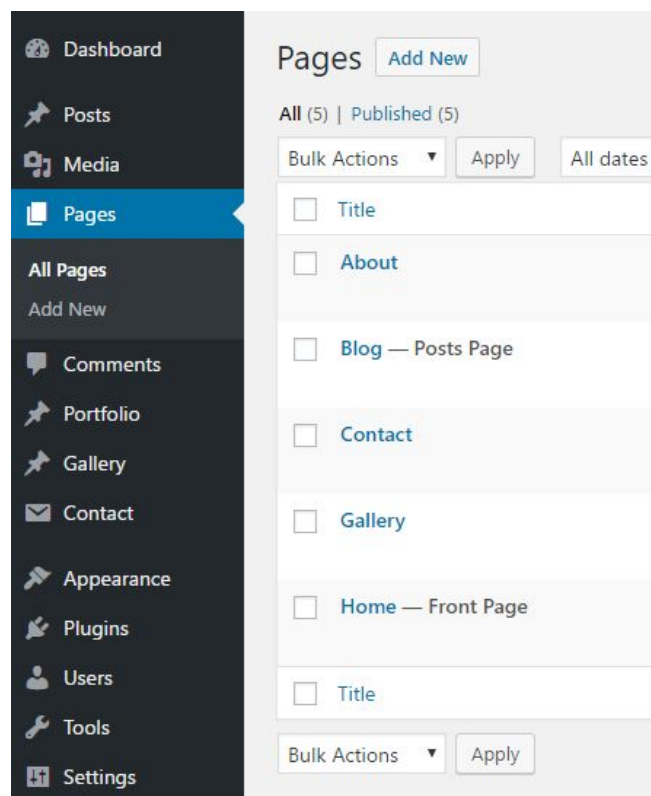 Dashboard
Posts
Media
Pages
All Pages
Add New
Comments
Portfolio
Gallery
Contact
Appearance
Plugins
Users
Tools
Settings
Pages Add New
All (5) | Published (5)
Bulk Actions Apply All dates
Title
About
Blog — Posts Page
Contact
Gallery
Home — Front Page
Title
Bulk Actions Apply